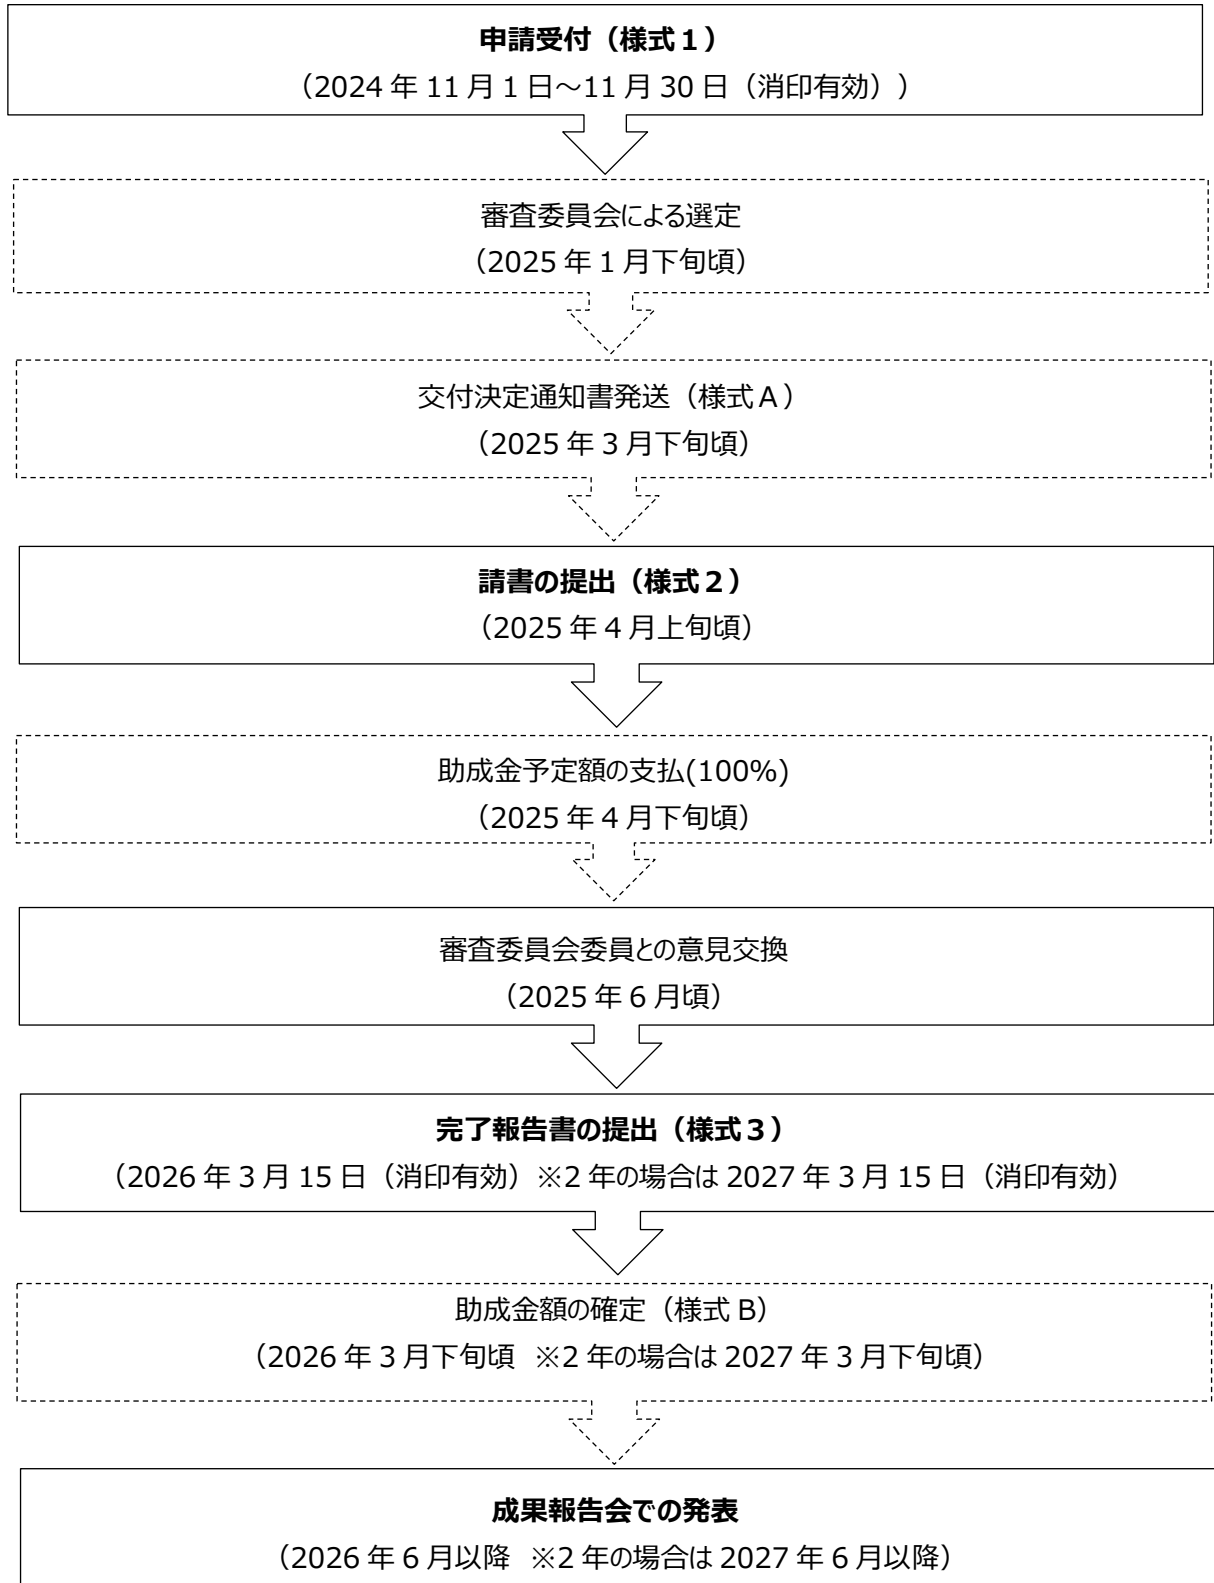 申請受付（様式１）
（2024 年 11 月 1 日～11 月 30 日（消印有効））
審査委員会による選定
（2025 年 1 月下旬頃）
交付決定通知書発送（様式Ａ）
（2025 年 3 月下旬頃）
請書の提出（様式２）
（2025 年 4 月上旬頃）
助成金予定額の支払(100%)
（2025 年 4 月下旬頃）
審査委員会委員との意見交換
（2025 年 6 月頃）
完了報告書の提出（様式３）
（2026 年 3 月 15 日（消印有効）※2 年の場合は 2027 年 3 月 15 日（消印有効）
助成金額の確定（様式 B）
（2026 年 3 月下旬頃 ※2 年の場合は 2027 年 3 月下旬頃）
成果報告会での発表
（2026 年 6 月以降 ※2 年の場合は 2027 年 6 月以降）